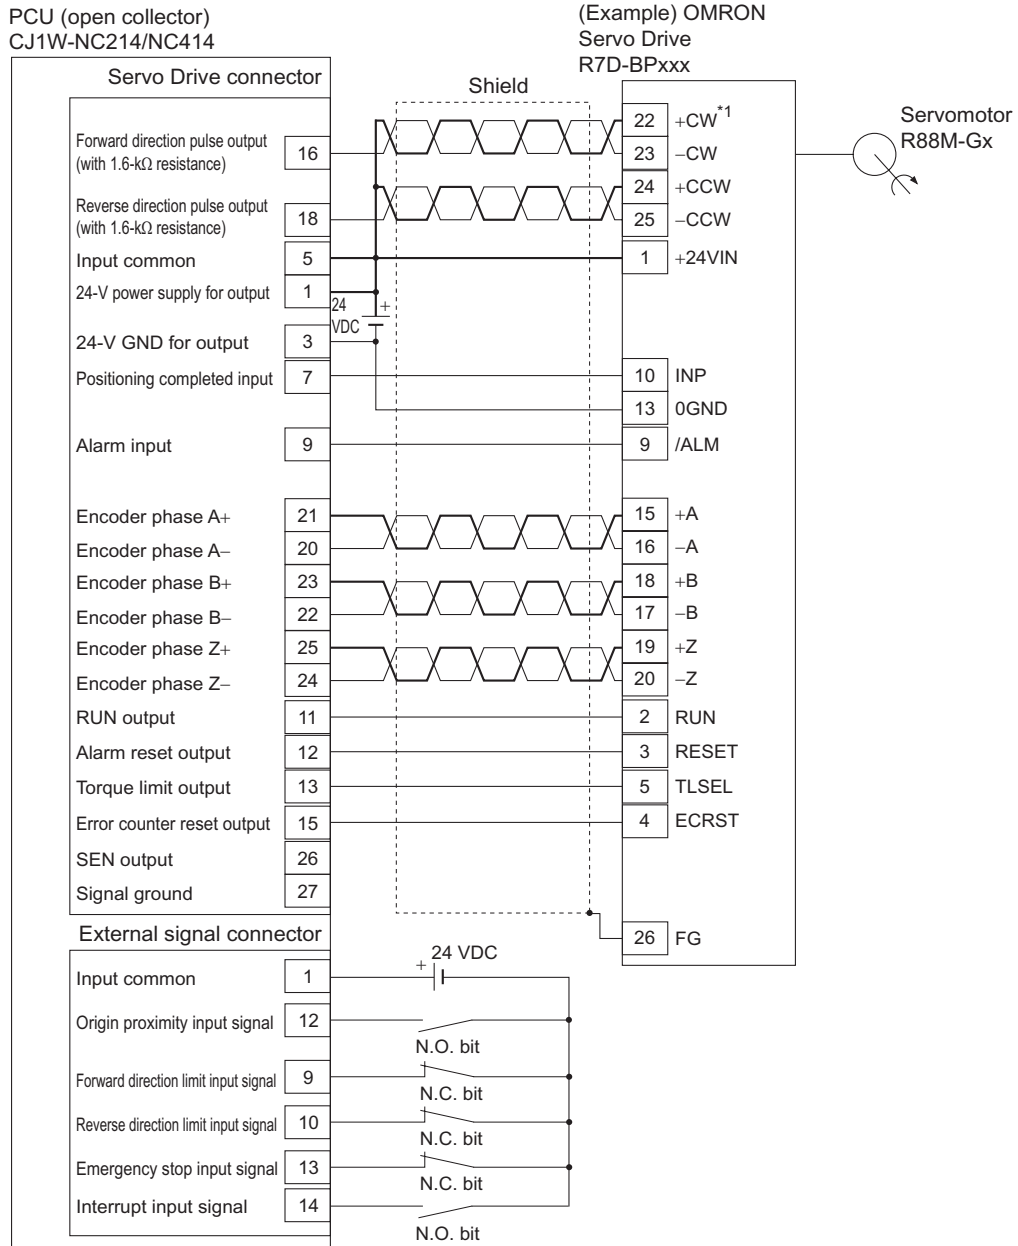 PCU (open collector)
CJ1W-NC214/NC414
(Example) OMRON
Servo Drive
R7D-BPxxx
Servo Drive connector
Shield
Servomotor
R88M-Gx
Forward direction pulse output
(with 1.6-kΩ resistance)
16
22 +CW*1
23 −CW
Reverse direction pulse output
(with 1.6-kΩ resistance)
18
24 +CCW
25 −CCW
Input common 5
1 +24VIN
24-V power supply for output 1
24
VDC
+
24-V GND for output 3
Positioning completed input 7
10 INP
13 0GND
Alarm input 9
9 /ALM
Encoder phase A+ 21
15 +A
Encoder phase A− 20
16 −A
Encoder phase B+ 23
18 +B
Encoder phase B− 22
17 −B
Encoder phase Z+ 25
19 +Z
Encoder phase Z− 24
20 −Z
RUN output 11
2 RUN
Alarm reset output 12
3 RESET
Torque limit output 13
5 TLSEL
Error counter reset output 15
4 ECRST
SEN output 26
Signal ground 27
26 FG
External signal connector
Input common 1
+ 24 VDC
Origin proximity input signal 12
N.O. bit
Forward direction limit input signal 9
N.C. bit
Reverse direction limit input signal 10
N.C. bit
Emergency stop input signal 13
N.C. bit
Interrupt input signal 14
N.O. bit